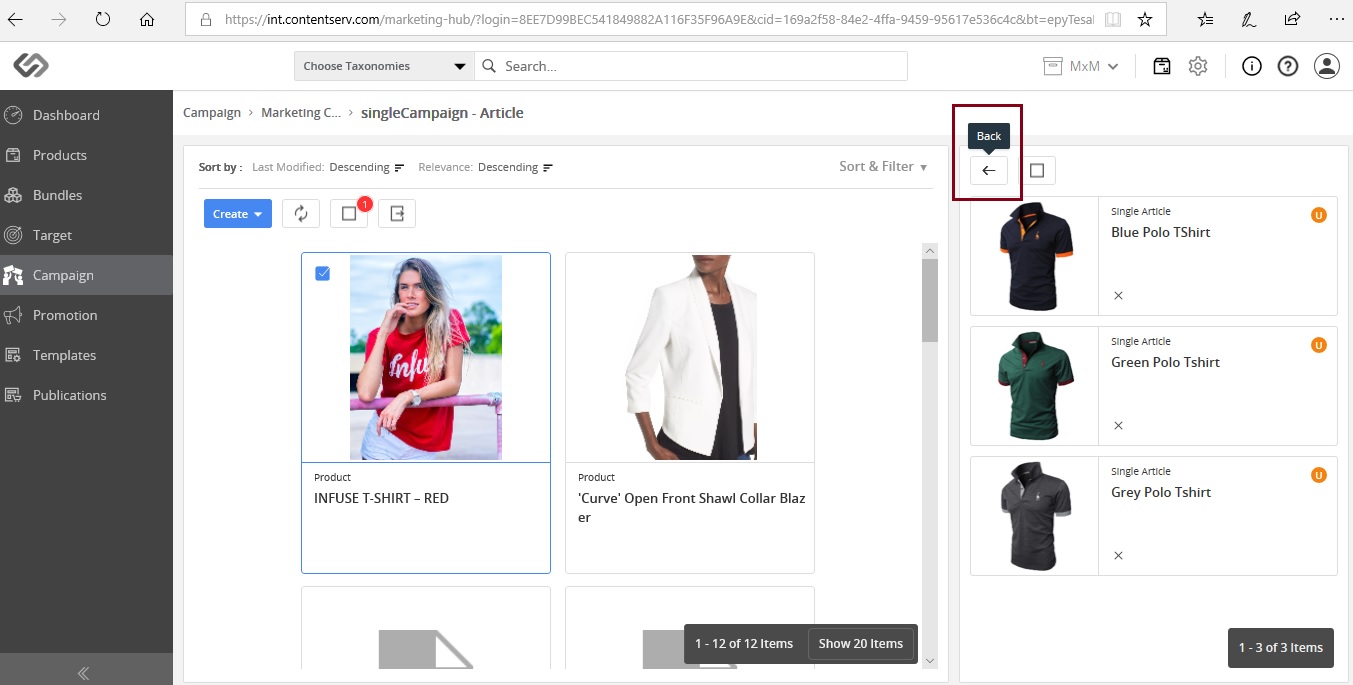 https://int.contentserv.com/marketing-hub/?login=8EE7D99BEC541849882A116F35F96A9E&cid=169a2f58-84e2-4ffa-9459-95617e536c4c&bt=epyTesal
Choose Taxonomies
Search...
MxM
Dashboard
Products
Bundles
Target
Campaign
Promotion
Templates
Publications
Campaign > Marketing C... > singleCampaign - Article
Sort by : Last Modified: Descending Relevance: Descending
Sort & Filter
Create
1
Infu
Product
INFUSE T-SHIRT – RED
Product
'Curve' Open Front Shawl Collar Blaz
er
1 - 12 of 12 Items Show 20 Items
Back
Single Article
U
Blue Polo TShirt
Single Article
U
Green Polo Tshirt
Single Article
U
Grey Polo Tshirt
1 - 3 of 3 Items